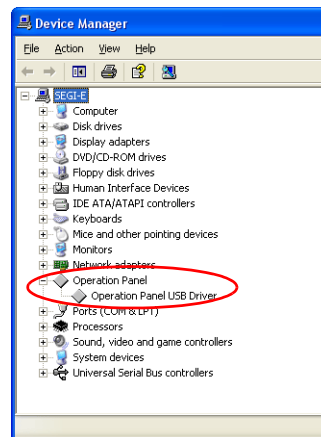 Device Manager
File Action View Help
SEGI-E
Computer
Disk drives
Display adapters
DVD/CD-ROM drives
Floppy disk drives
Human Interface Devices
IDE ATA/ATAPI controllers
Keyboards
Mice and other pointing devices
Monitors
Network adapters
Operation Panel
Operation Panel USB Driver
Ports (COM & LPT)
Processors
Sound, video and game controllers
System devices
Universal Serial Bus controllers